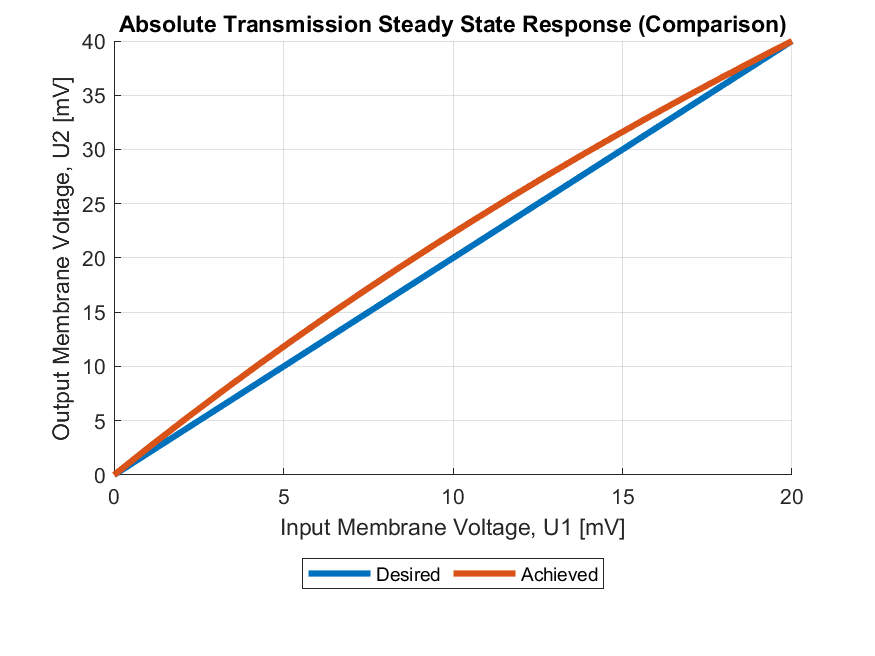 Absolute Transmission Steady State Response (Comparison)
Output Membrane Voltage, U2 [mV]
40
35
30
25
20
15
10
5
0
0 5 10 15 20
Input Membrane Voltage, U1 [mV]
Desired Achieved